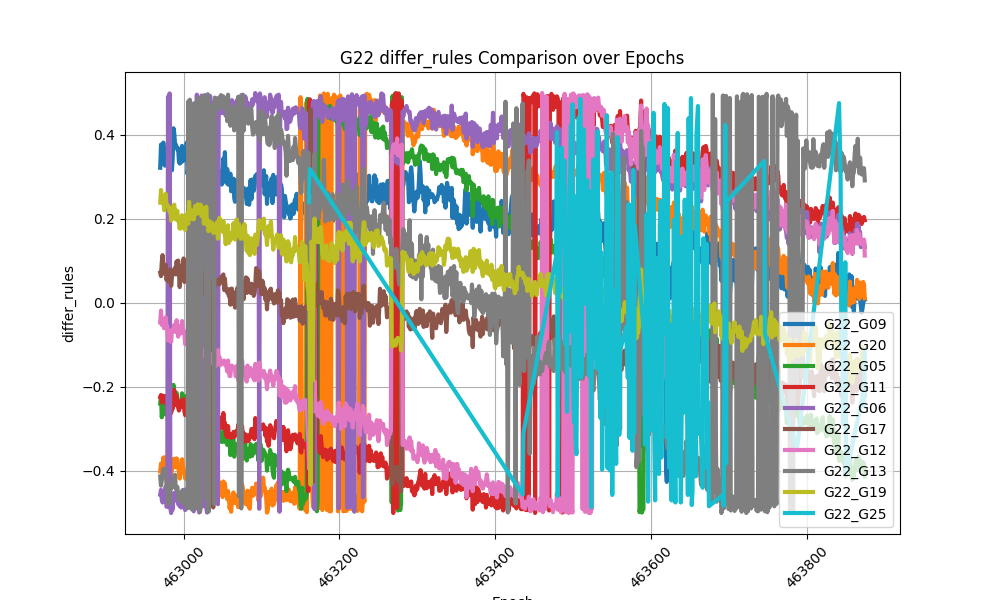 G22 differ_rules Comparison over Epochs
differ_rules
0.4
0.2
0.0
−0.2
−0.4
463000
463200
463400
463600
463800
Epoch
G22_G09
G22_G20
G22_G05
G22_G11
G22_G06
G22_G17
G22_G12
G22_G13
G22_G19
G22_G25